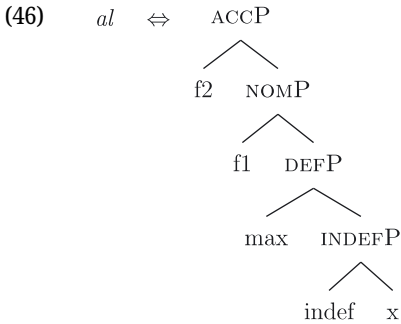 (46) al ⇔ ACCP
f2 NOMP
f1 DEFP
max INDEFP
indef x